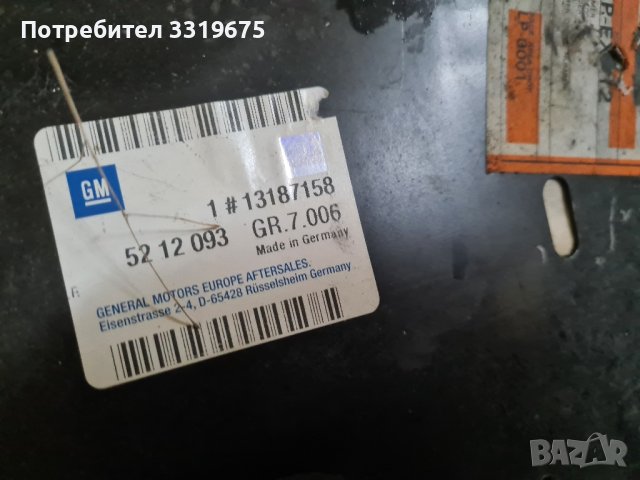 Потребител 3319675
GM
1 # 13187158
52 12 093 GR.7.006
Made in Germany
GENERAL MOTORS EUROPE AFTERSALES.
Eisenstrasse 2-4, D-65428 Rüsselsheim Germany
BAZAR